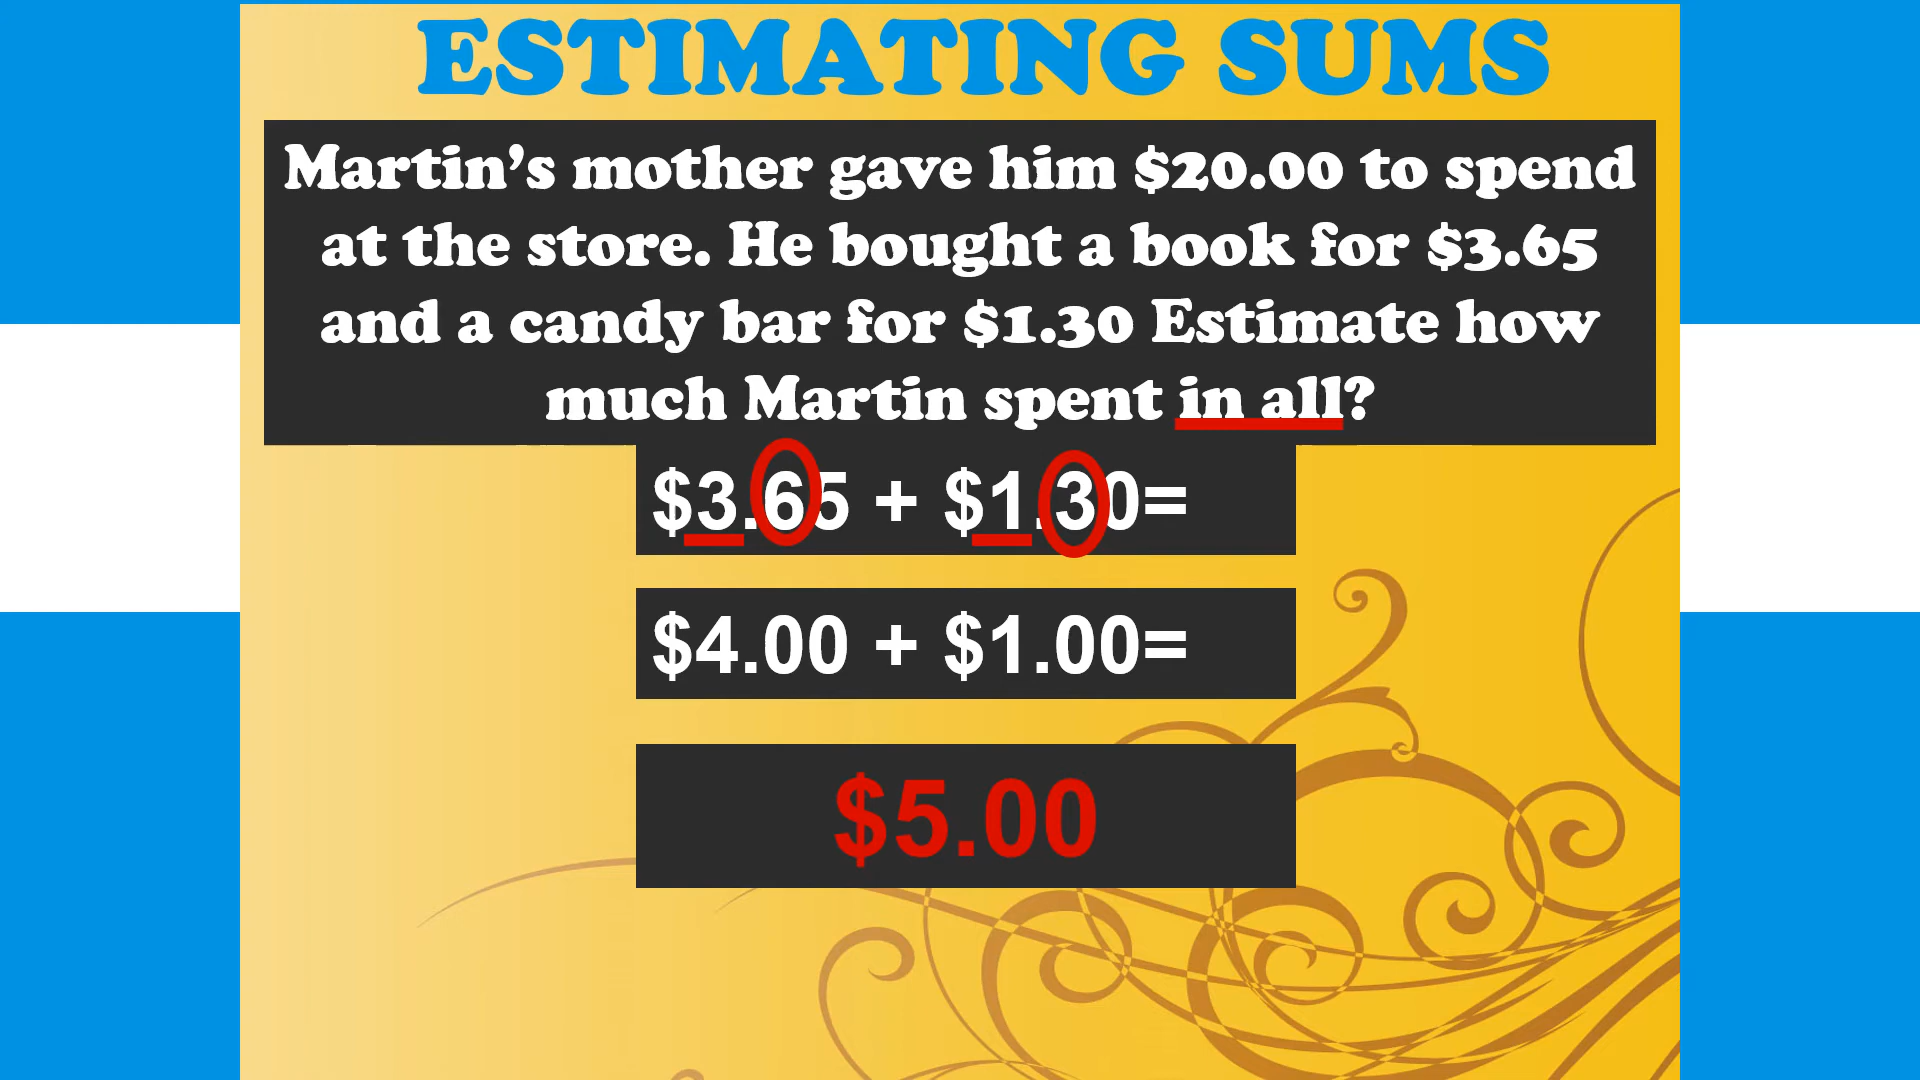 ESTIMATING SUMS
Martin’s mother gave him $20.00 to spend
at the store. He bought a book for $3.65
and a candy bar for $1.30 Estimate how
much Martin spent in all?
$3.65 + $1.30=
$4.00 + $1.00=
$5.00